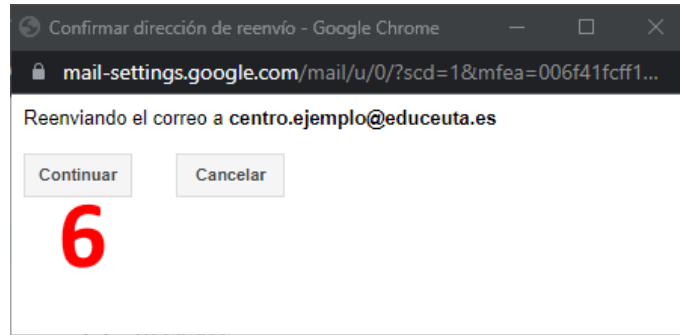 Confirmar dirección de reenvío - Google Chrome
mail-settings.google.com/mail/u/0/?scd=1&mfea=006f41fcff1...
Reenviando el correo a centro.ejemplo@educeuta.es
Continuar Cancelar
6